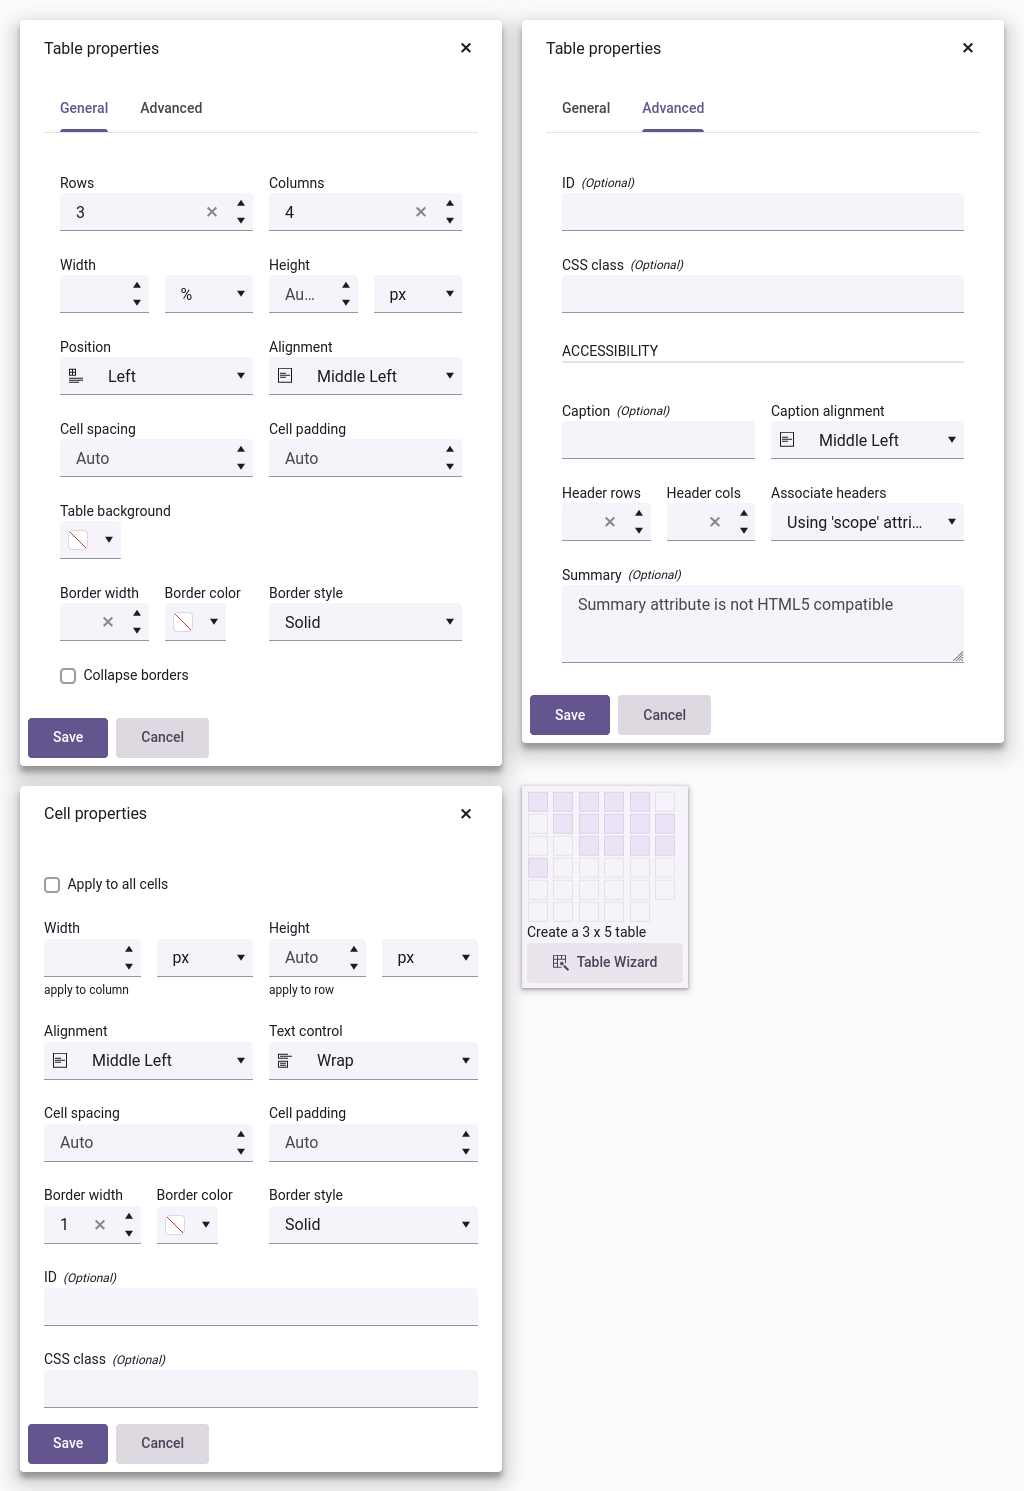 Table properties
General Advanced
Rows Columns
3 4
Width Height
% Au... px
Position Alignment
Left Middle Left
Cell spacing Cell padding
Auto Auto
Table background
Border width Border color Border style
Solid
Collapse borders
Save Cancel
Table properties
General Advanced
ID (Optional)
CSS class (Optional)
ACCESSIBILITY
Caption (Optional) Caption alignment
Middle Left
Header rows Header cols Associate headers
Using 'scope' attri...
Summary (Optional)
Summary attribute is not HTML5 compatible
Save Cancel
Cell properties
Apply to all cells
Width Height
px Auto px
apply to column apply to row
Alignment Text control
Middle Left Wrap
Cell spacing Cell padding
Auto Auto
Border width Border color Border style
1 Solid
ID (Optional)
CSS class (Optional)
Save Cancel
Create a 3 x 5 table
Table Wizard